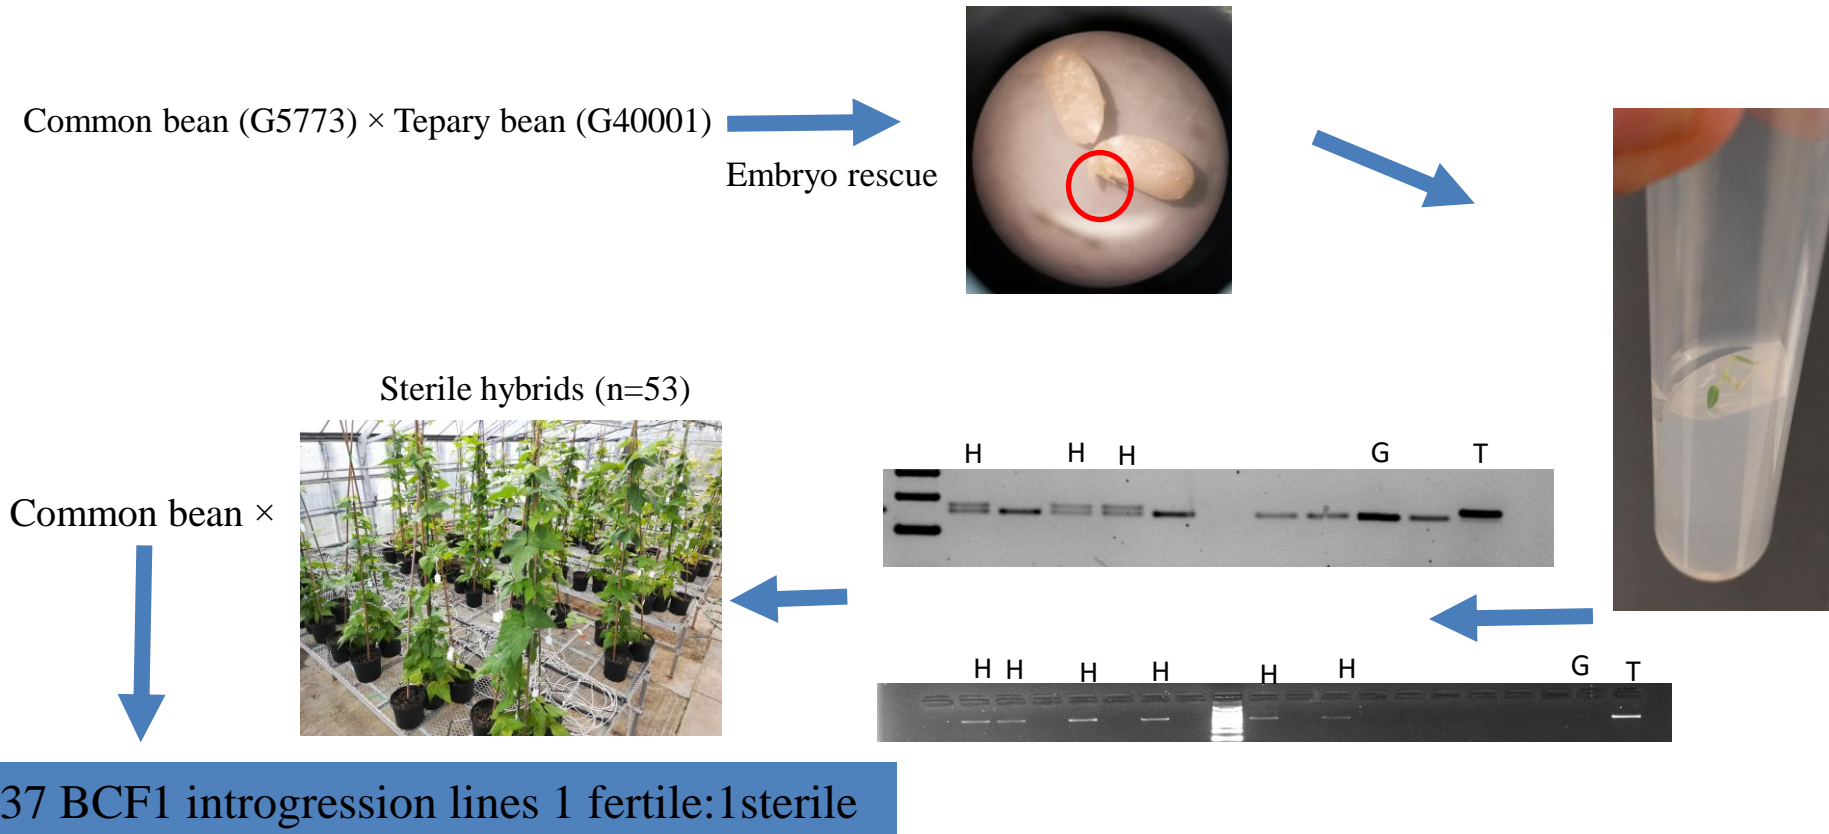 Common bean (G5773) × Tepary bean (G40001)
Embryo rescue
Sterile hybrids (n=53)
H H H G T
Common bean ×
H H H H H H G T
37 BCF1 introgression lines 1 fertile:1sterile